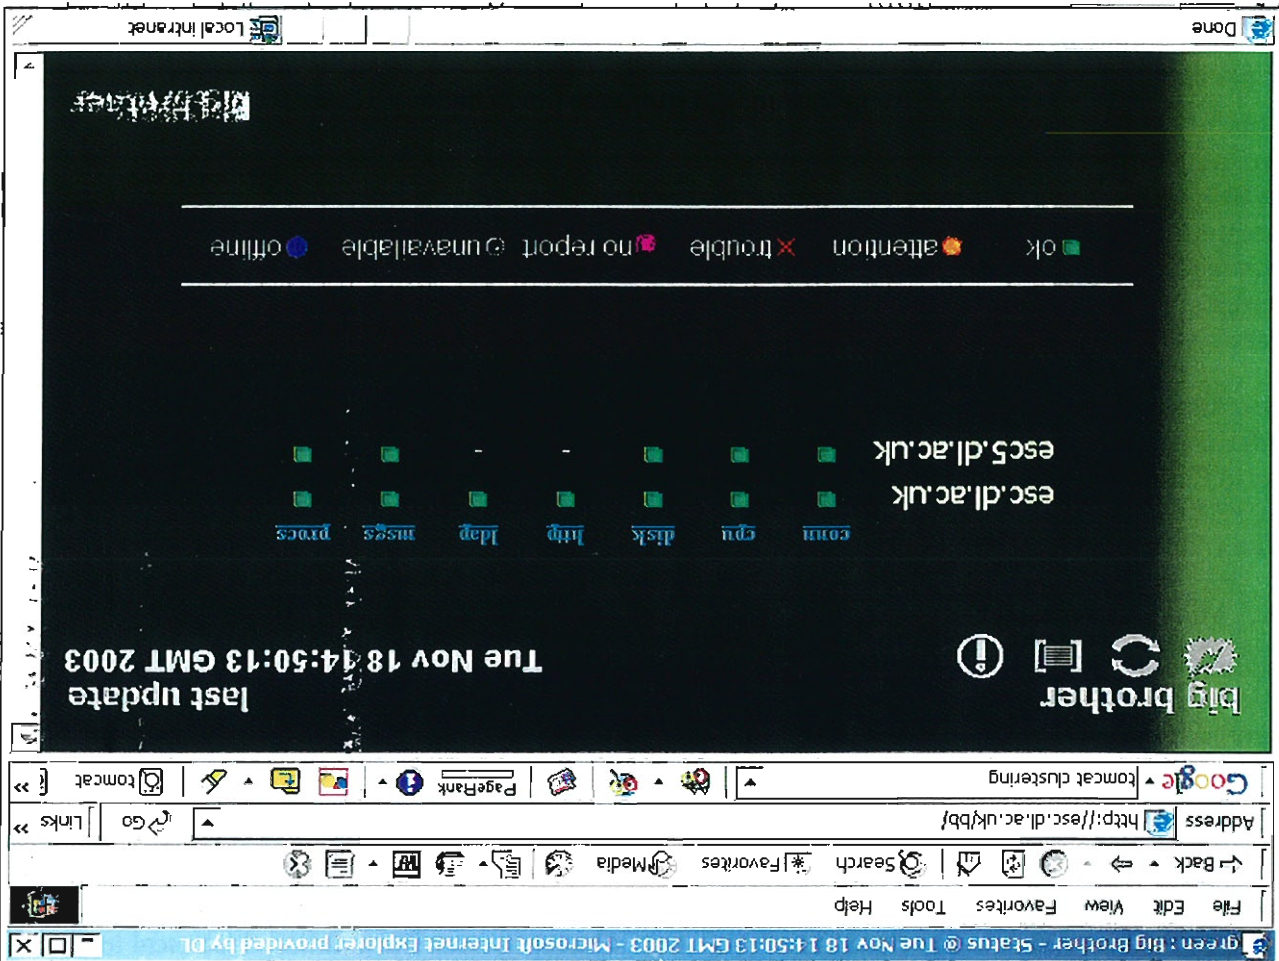 green : Big Brother - Status @ Tue Nov 18 14:50:13 GMT 2003 - Microsoft Internet Explorer provided by DL
File Edit View Favorites Tools Help
Back Search Favorites Media
Address http://esc.dl.ac.uk/bb/ Go Links »
Google tomcat clustering PageRank tomcat »
big brother
last update
Tue Nov 18 14:50:13 GMT 2003
conn cpu disk http ldap msgs procs
esc.dl.ac.uk
esc5.dl.ac.uk - -
ok attention trouble no report unavailable offline
Done Local intranet